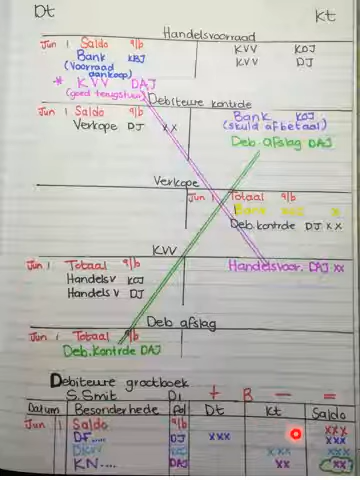 Dt Kt
Handelsvoorraad
Jun 1 Saldo a/b KVV KOJ
Bank KBJ KVV DJ
(Voorraad aankoop)
* KVV DAJ
(goed terugstuur)
Debiteure kontrole
Jun 1 Saldo a/b Bank KOJ
Verkope DJ xx (skuld afbetaal)
Deb. afslag DAJ
Verkope
Jun 1 Totaal a/b
Bank
Deb. kontrole DJ xx
KVV
Jun 1 Totaal a/b Handelsvoor. DAJ xx
Handelsv KOJ
Handelsv DJ
Deb afslag
Jun 1 Totaal a/b
Deb. kontrole DAJ
Debiteure grootboek
S. Smit D1 + B - =
Datum Besonderhede Fol Dt Kt Saldo
Jun 1 Saldo xxx
DF..... DJ xxx xxx
xxx xxx
KN.... DAJ xx xx